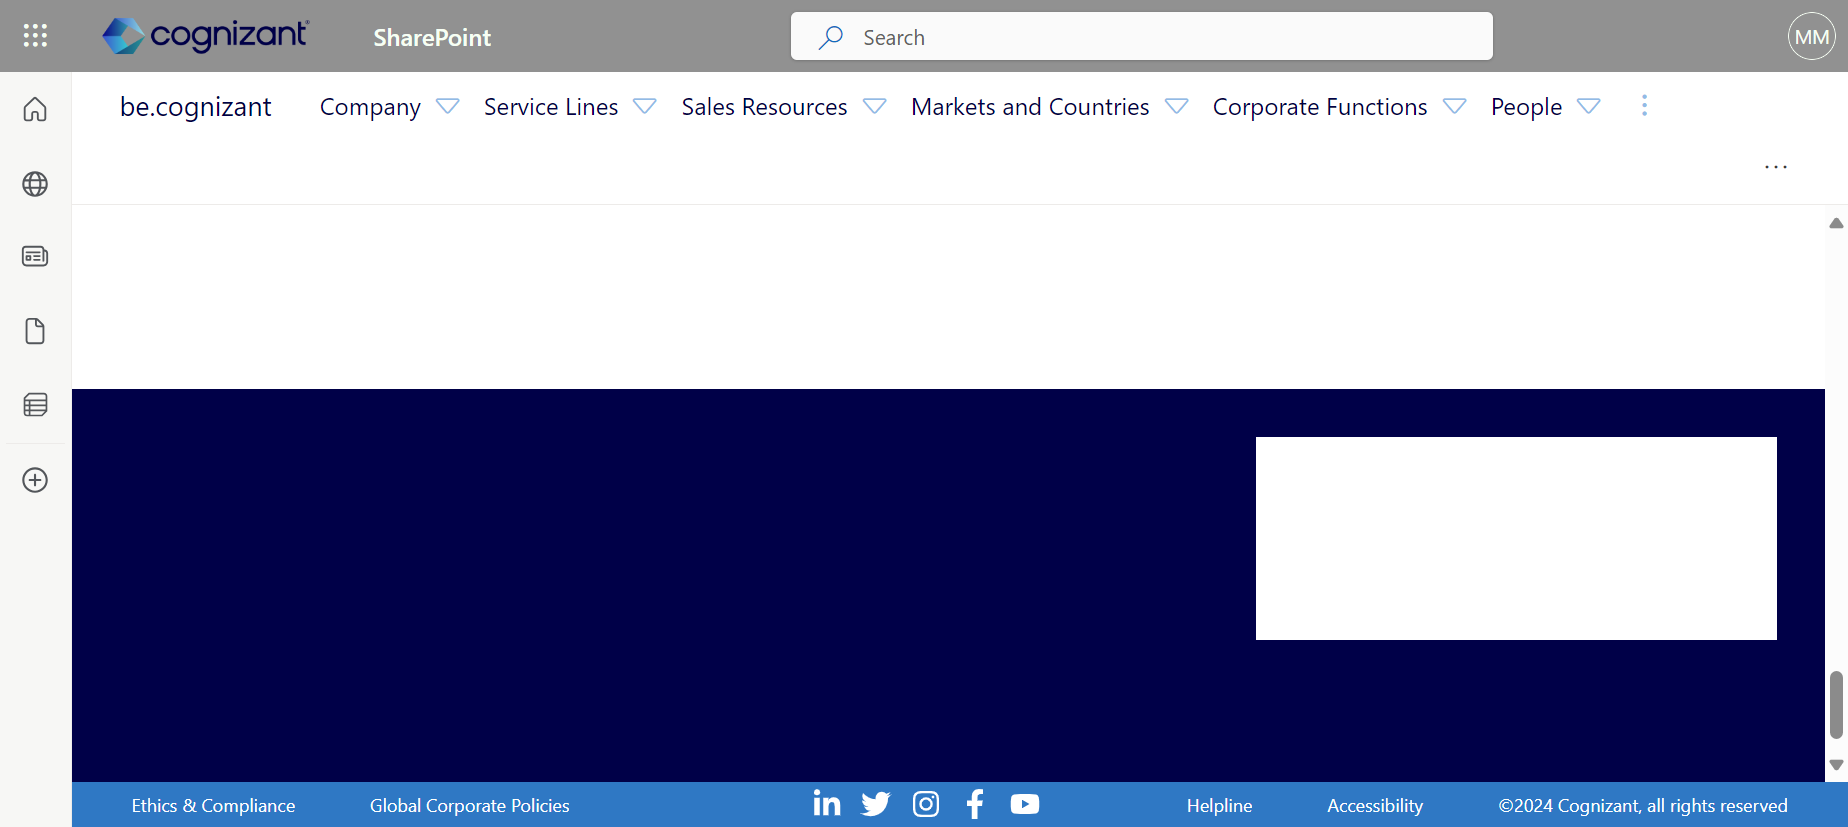 cognizant SharePoint Search MM
be.cognizant Company Service Lines Sales Resources Markets and Countries Corporate Functions People
Ethics & Compliance Global Corporate Policies Helpline Accessibility ©2024 Cognizant, all rights reserved